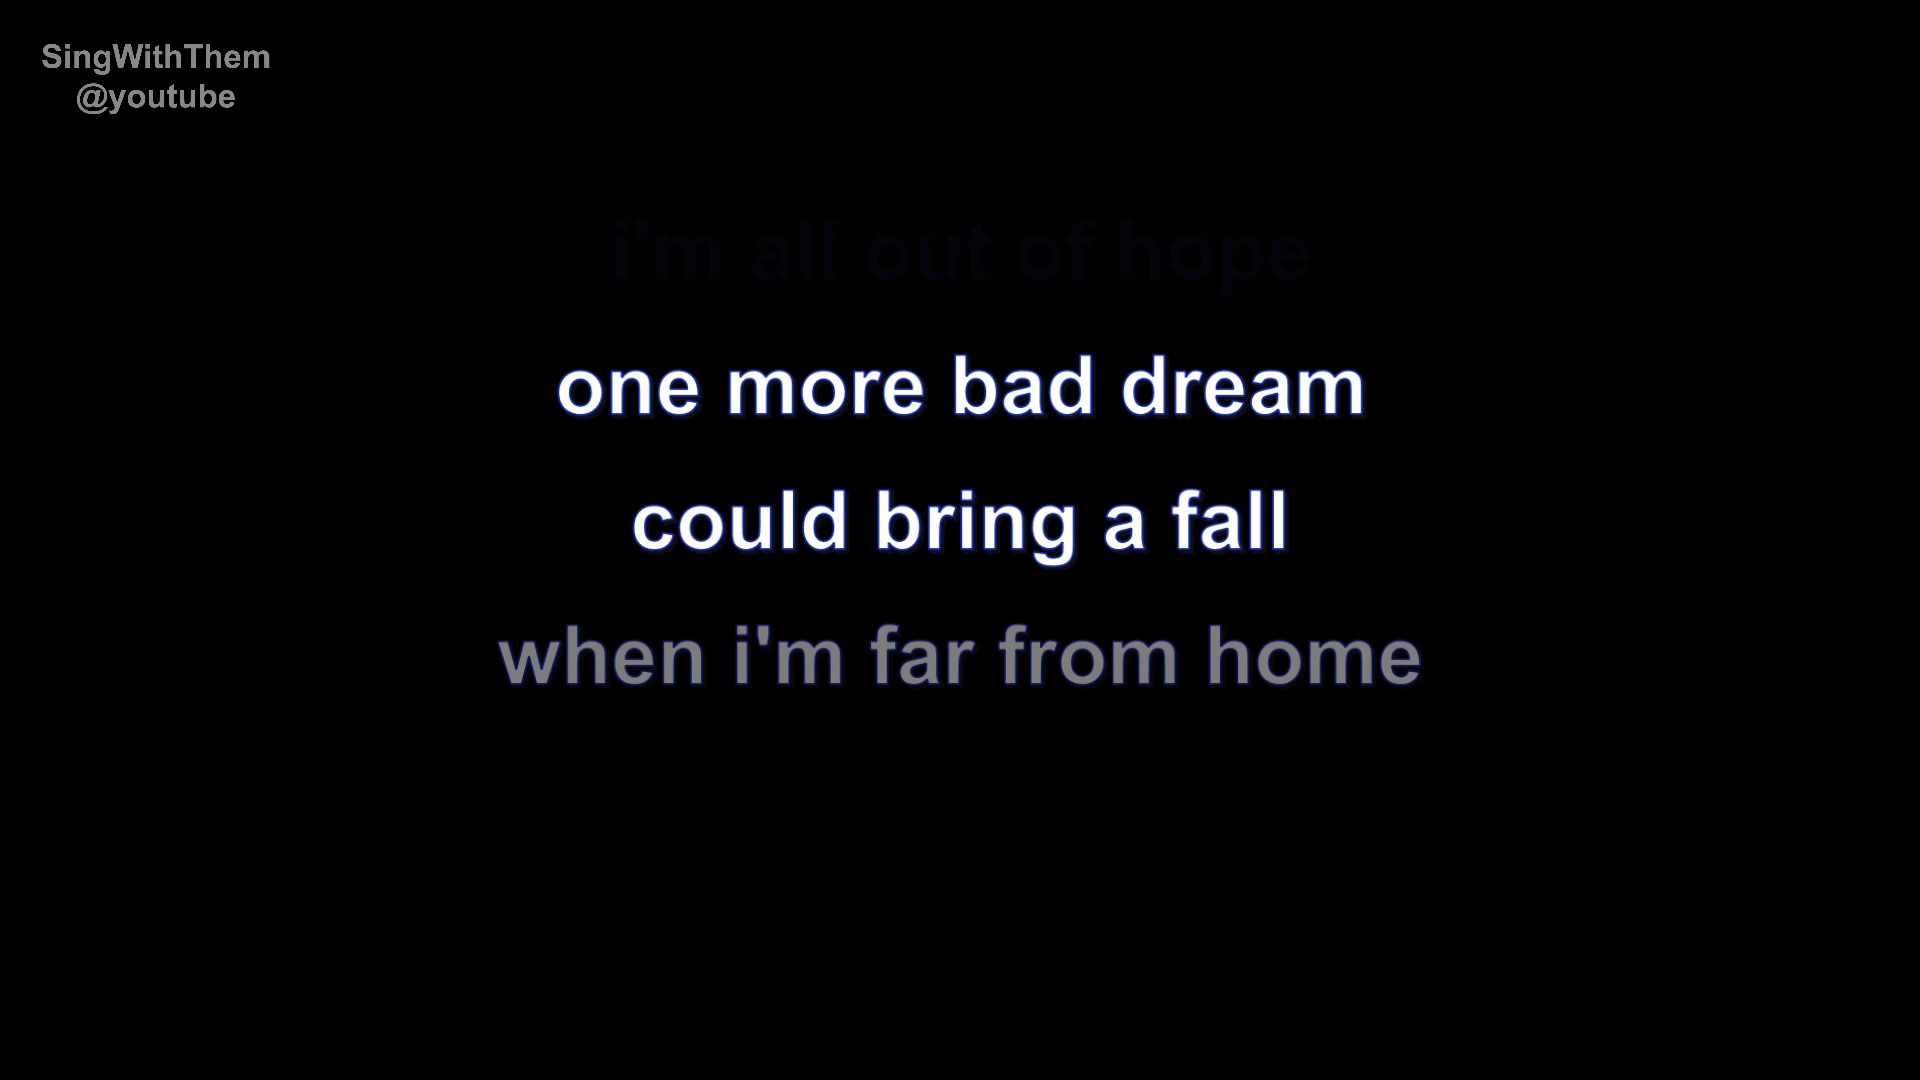 SingWithThem
@youtube
i'm all out of hope
one more bad dream
could bring a fall
when i'm far from home